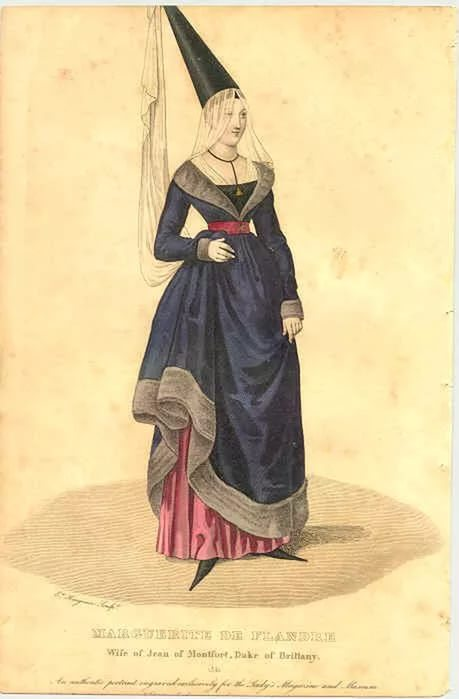 MARGUERITE DE FLANDRE
Wife of Jean of Montfort, Duke of Brittany.
An authentic portrait engraved exclusively for the Lady's Magazine and Museum